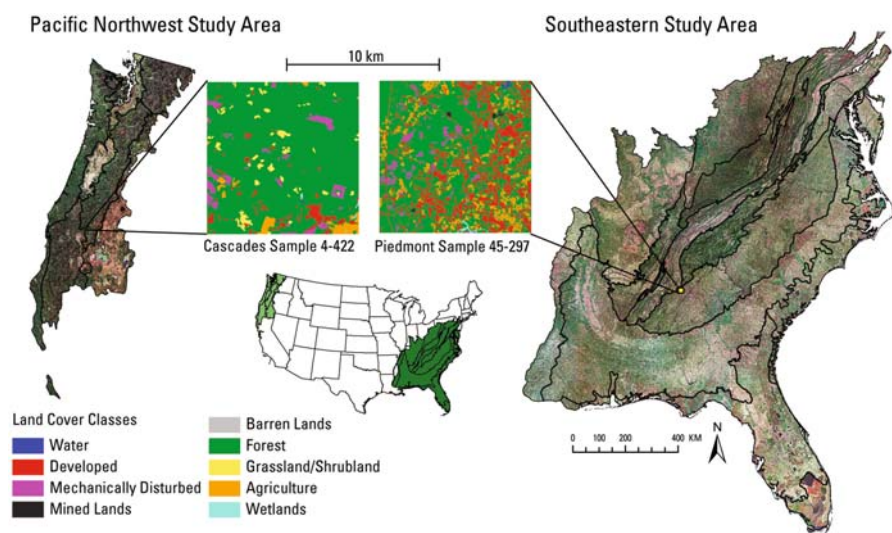 Pacific Northwest Study Area
Southeastern Study Area
10 km
Cascades Sample 4-422
Piedmont Sample 45-297
Land Cover Classes
Water
Developed
Mechanically Disturbed
Mined Lands
Barren Lands
Forest
Grassland/Shrubland
Agriculture
Wetlands
N
0 100 200 400 KM